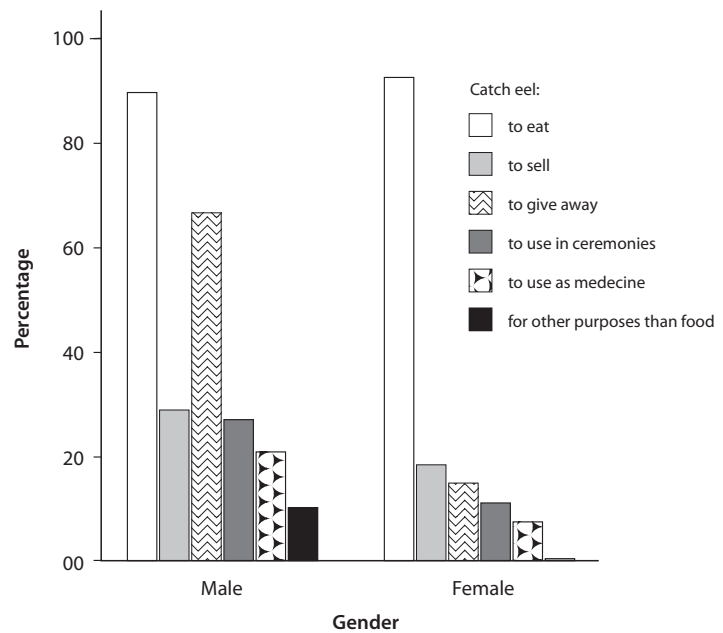 100
80
60
40
20
00
Percentage
Catch eel:
to eat
to sell
to give away
to use in ceremonies
to use as medecine
for other purposes than food
Male
Female
Gender